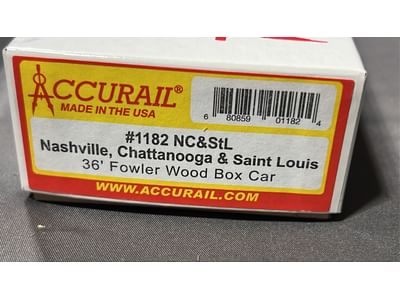 ACCURAIL®
MADE IN THE USA
6 80859 01182 4
#1182 NC&StL
Nashville, Chattanooga & Saint Louis
36' Fowler Wood Box Car
WWW.ACCURAIL.COM